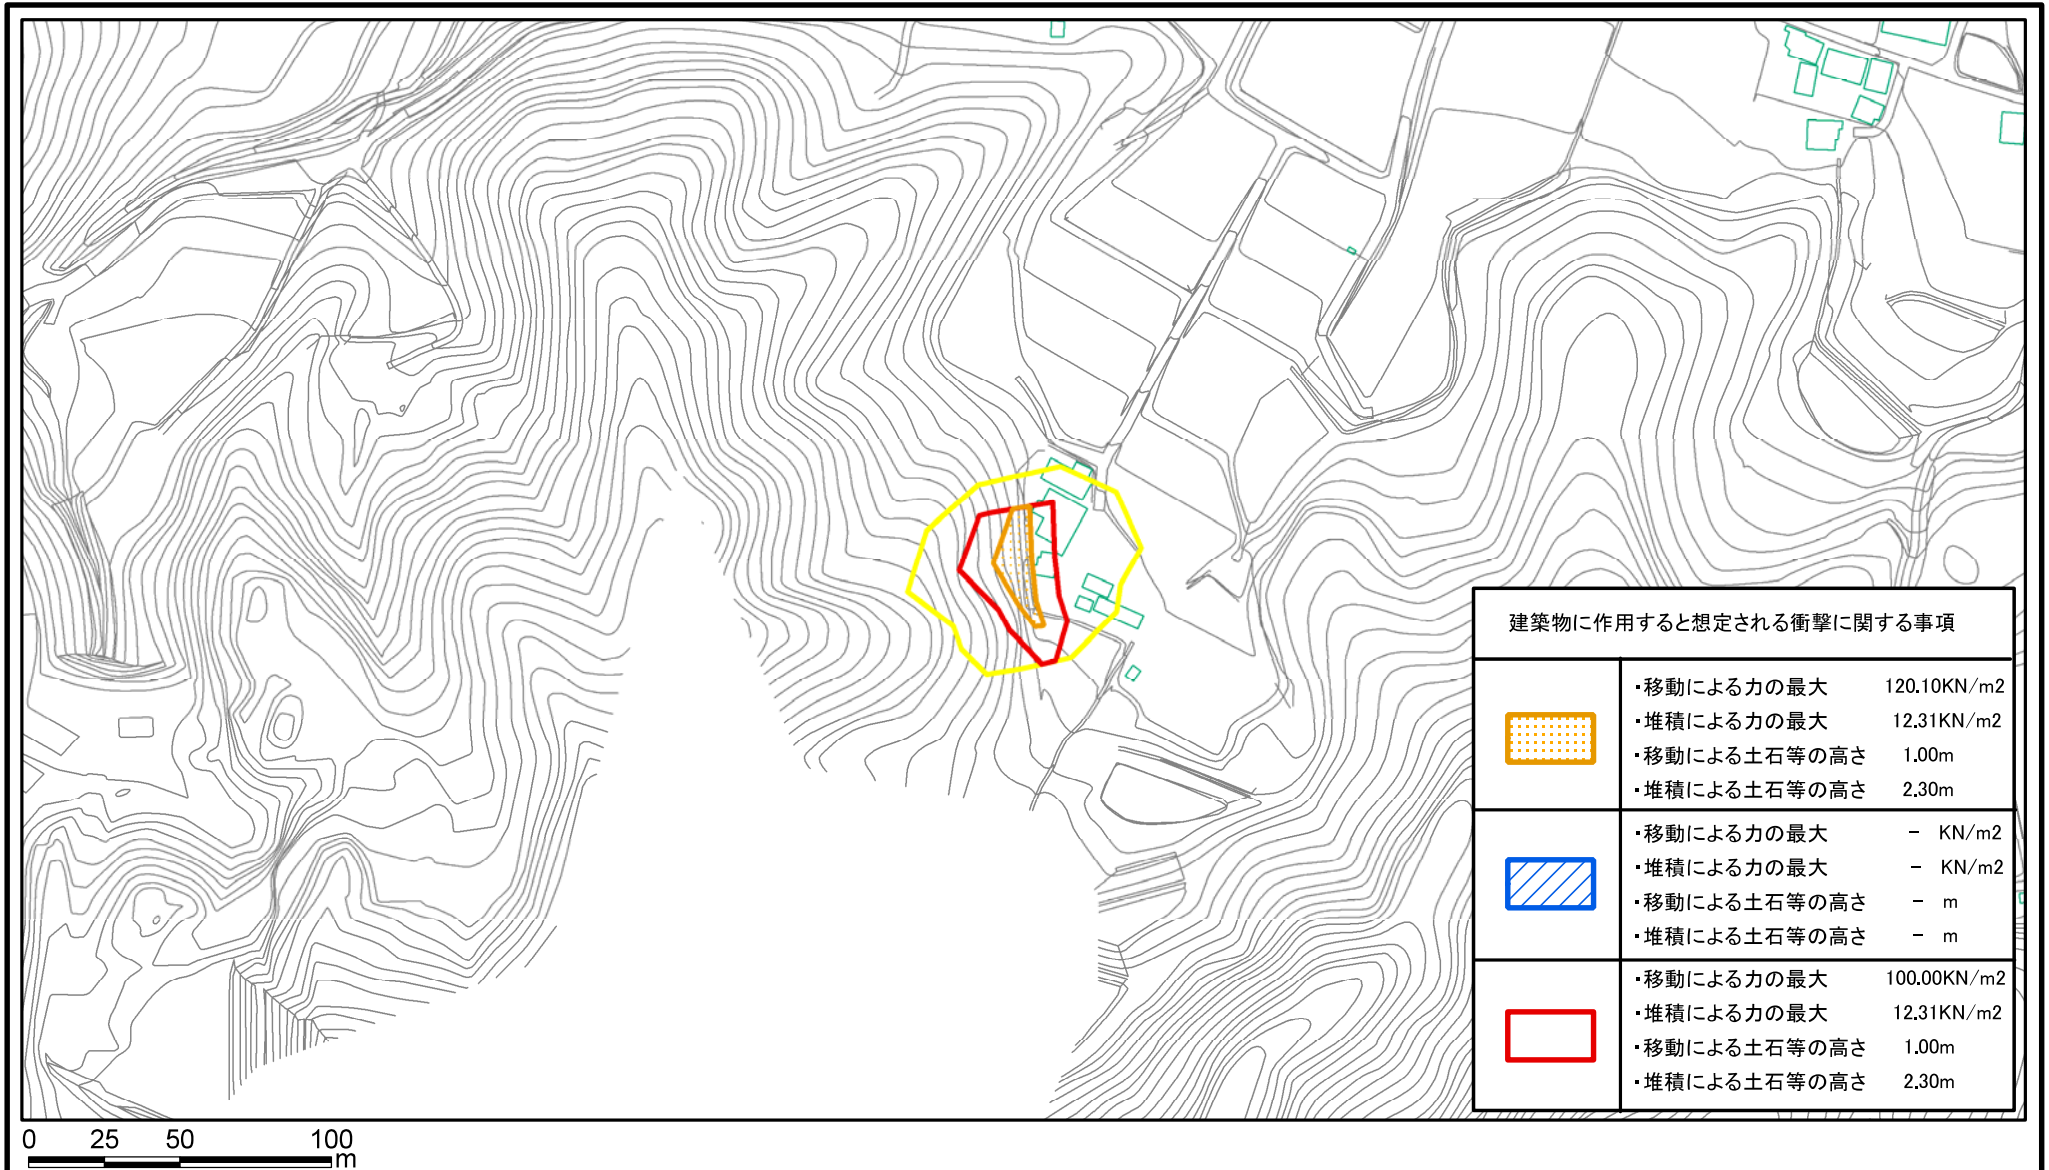 建築物に作用すると想定される衝撃に関する事項
・移動による力の最大 120.10KN/m2
・堆積による力の最大 12.31KN/m2
・移動による土石等の高さ 1.00m
・堆積による土石等の高さ 2.30m
・移動による力の最大 － KN/m2
・堆積による力の最大 － KN/m2
・移動による土石等の高さ － m
・堆積による土石等の高さ － m
・移動による力の最大 100.00KN/m2
・堆積による力の最大 12.31KN/m2
・移動による土石等の高さ 1.00m
・堆積による土石等の高さ 2.30m
0 25 50 100
m